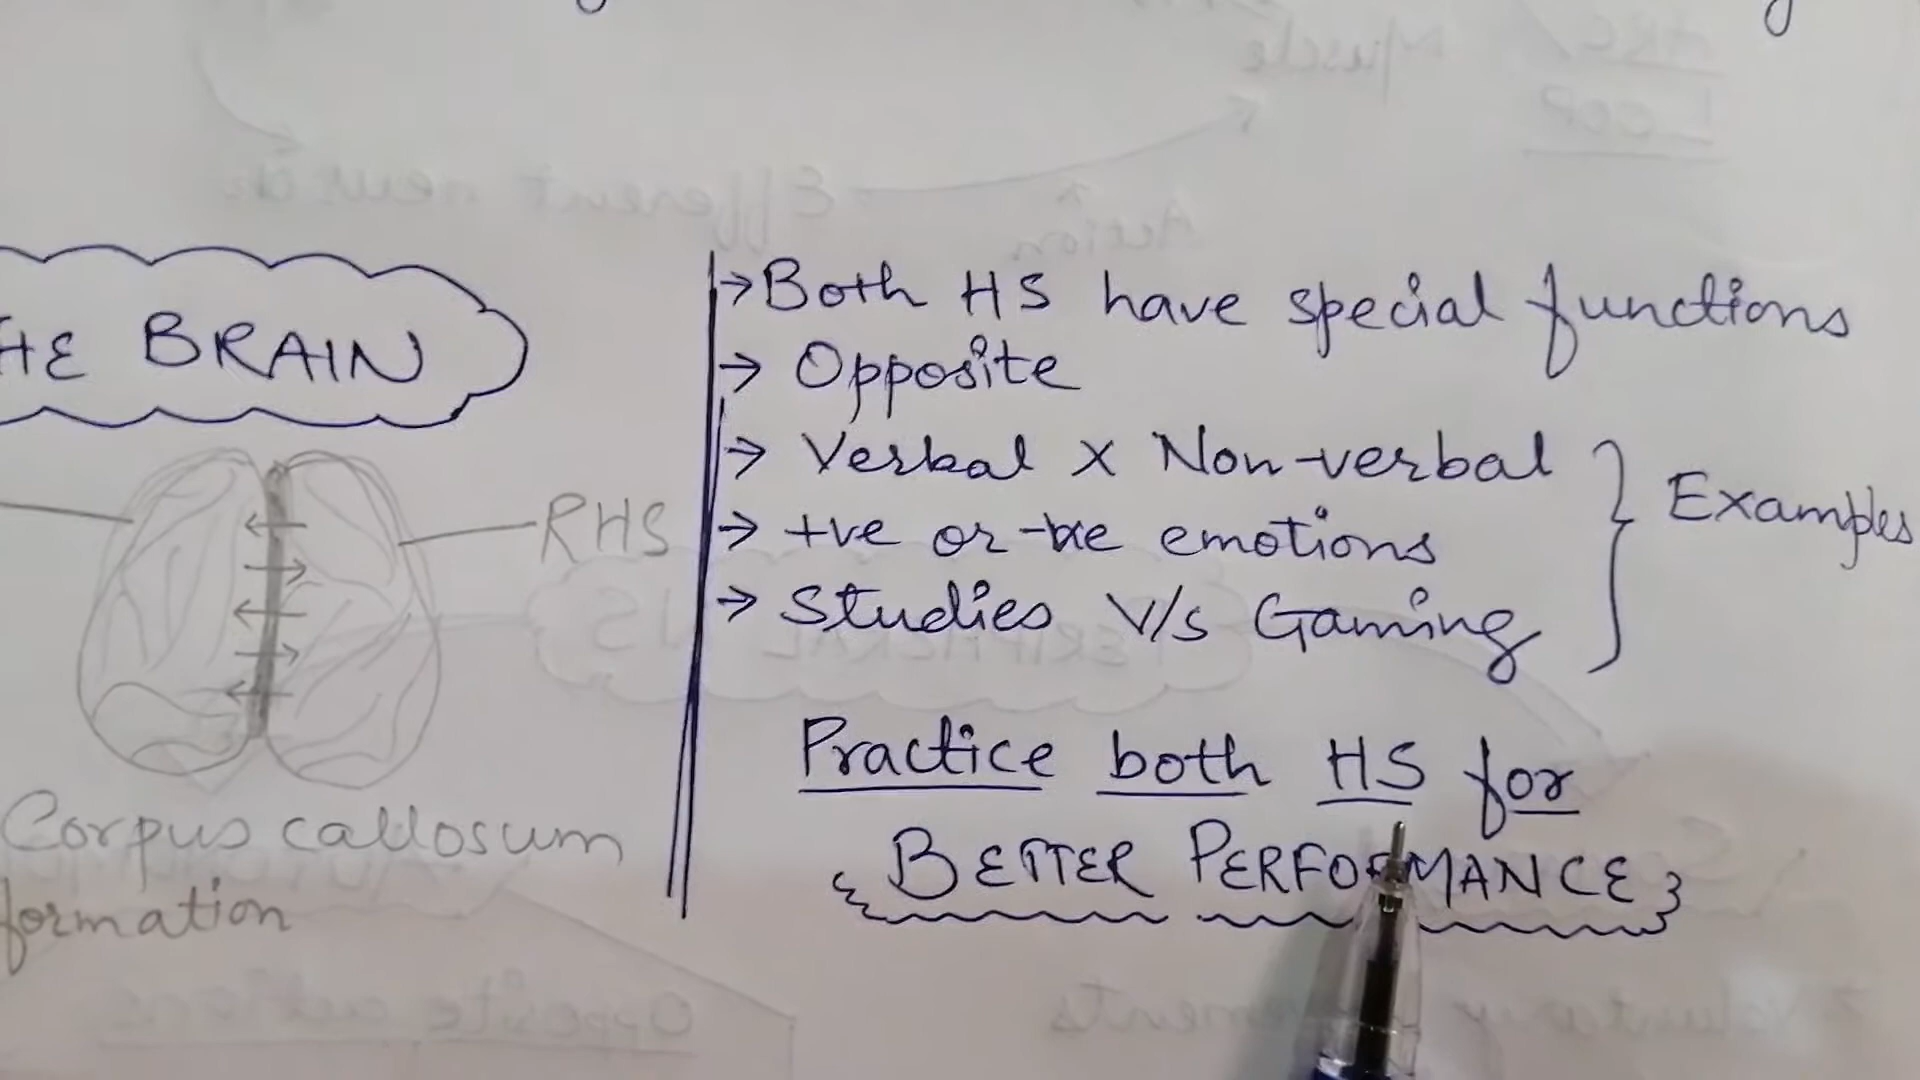 THE BRAIN
RHS
Corpus callosum
formation
→ Both HS have special functions
→ Opposite
→ Verbal x Non-verbal
→ +ve or -ve emotions
→ Studies V/s Gaming
} Examples
Practice both HS for
{ BETTER PERFORMANCE }